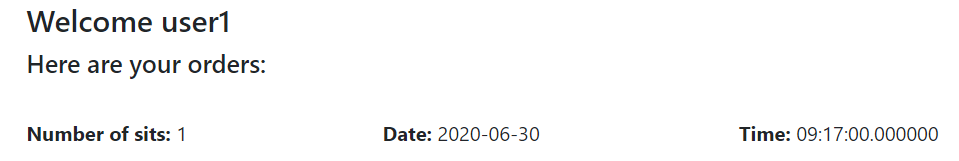 Welcome user1
Here are your orders:
Number of sits: 1 Date: 2020-06-30 Time: 09:17:00.000000